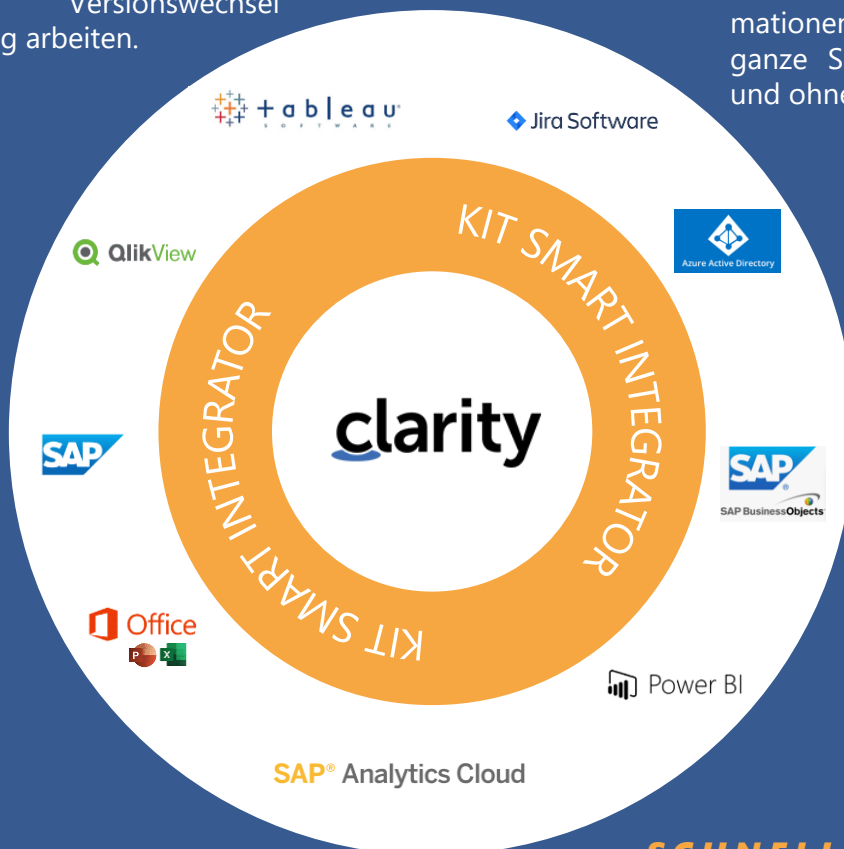 Versionswechsel
g arbeiten.
mationen
ganze S
und ohne
+ableau
SOFTWARE
Jira Software
KIT SMART INTEGRATOR
Azure Active Directory
QlikView
KIT SMART INTEGRATOR
clarity
SAP
SAP®
SAP BusinessObjects
Office
P X
Power BI
SAP® Analytics Cloud
SCHNELL